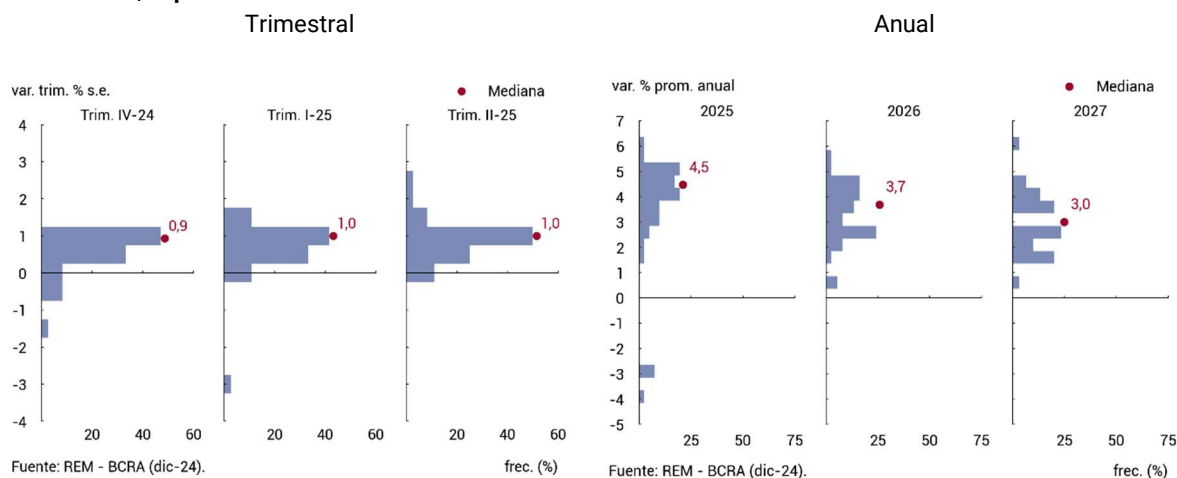 Trimestral
var. trim. % s.e.
Mediana
Trim. IV-24
Trim. I-25
Trim. II-25
4
3
2
1
0
-1
-2
-3
-4
0,9
1,0
1,0
20 40 60
20 40 60
20 40 60
Fuente: REM - BCRA (dic-24).
frec. (%)
Anual
var. % prom. anual
Mediana
2025
2026
2027
7
6
5
4
3
2
1
0
-1
-2
-3
-4
-5
4,5
3,7
3,0
25 50 75
25 50 75
25 50 75
Fuente: REM - BCRA (dic-24).
frec. (%)